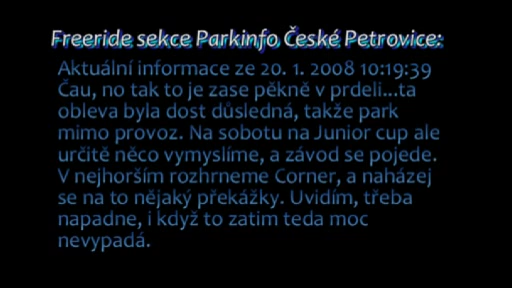 Freeride sekce Parkinfo České Petrovice:
Aktuální informace ze 20. 1. 2008 10:19:39
Čau, no tak to je zase pěkně v prdeli...ta
obleva byla dost důsledná, takže park
mimo provoz. Na sobotu na Junior cup ale
určitě něco vymyslíme, a závod se pojede.
V nejhorším rozhrneme Corner, a naházej
se na to nějaký překážky. Uvidím, třeba
napadne, i když to zatim teda moc
nevypadá.